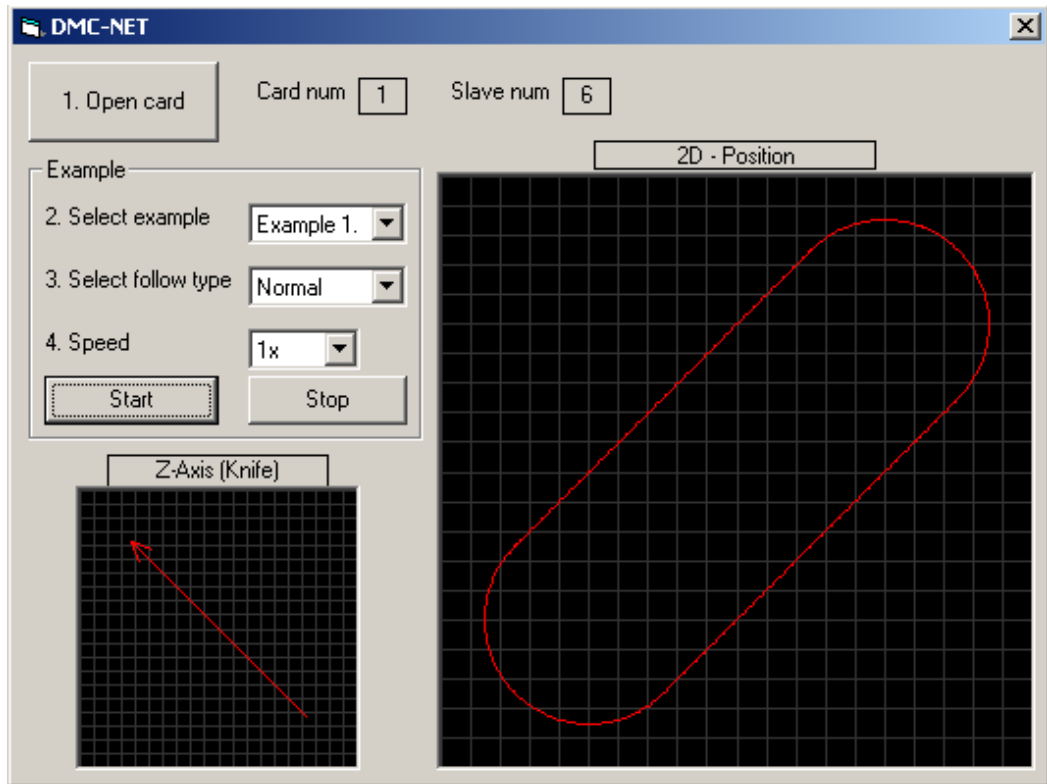 DMC-NET
1. Open card
Card num 1
Slave num 6
2D - Position
Example
2. Select example Example 1.
3. Select follow type Normal
4. Speed 1x
Start Stop
Z-Axis (Knife)